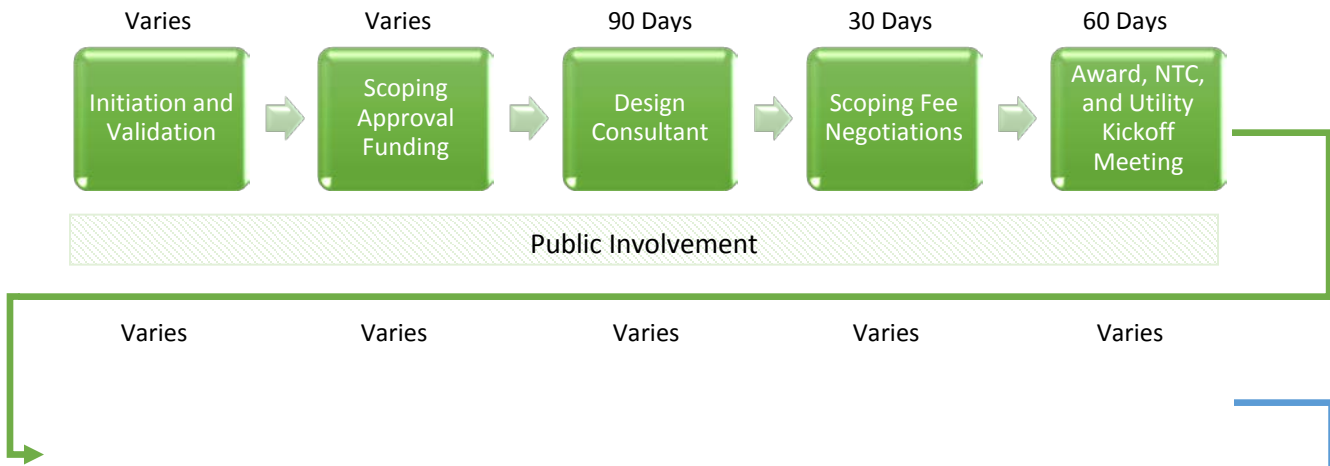 Varies
Varies
90 Days
30 Days
60 Days
Initiation and
Validation
Scoping
Approval
Funding
Design
Consultant
Scoping Fee
Negotiations
Award, NTC,
and Utility
Kickoff
Meeting
Public Involvement
Varies
Varies
Varies
Varies
Varies